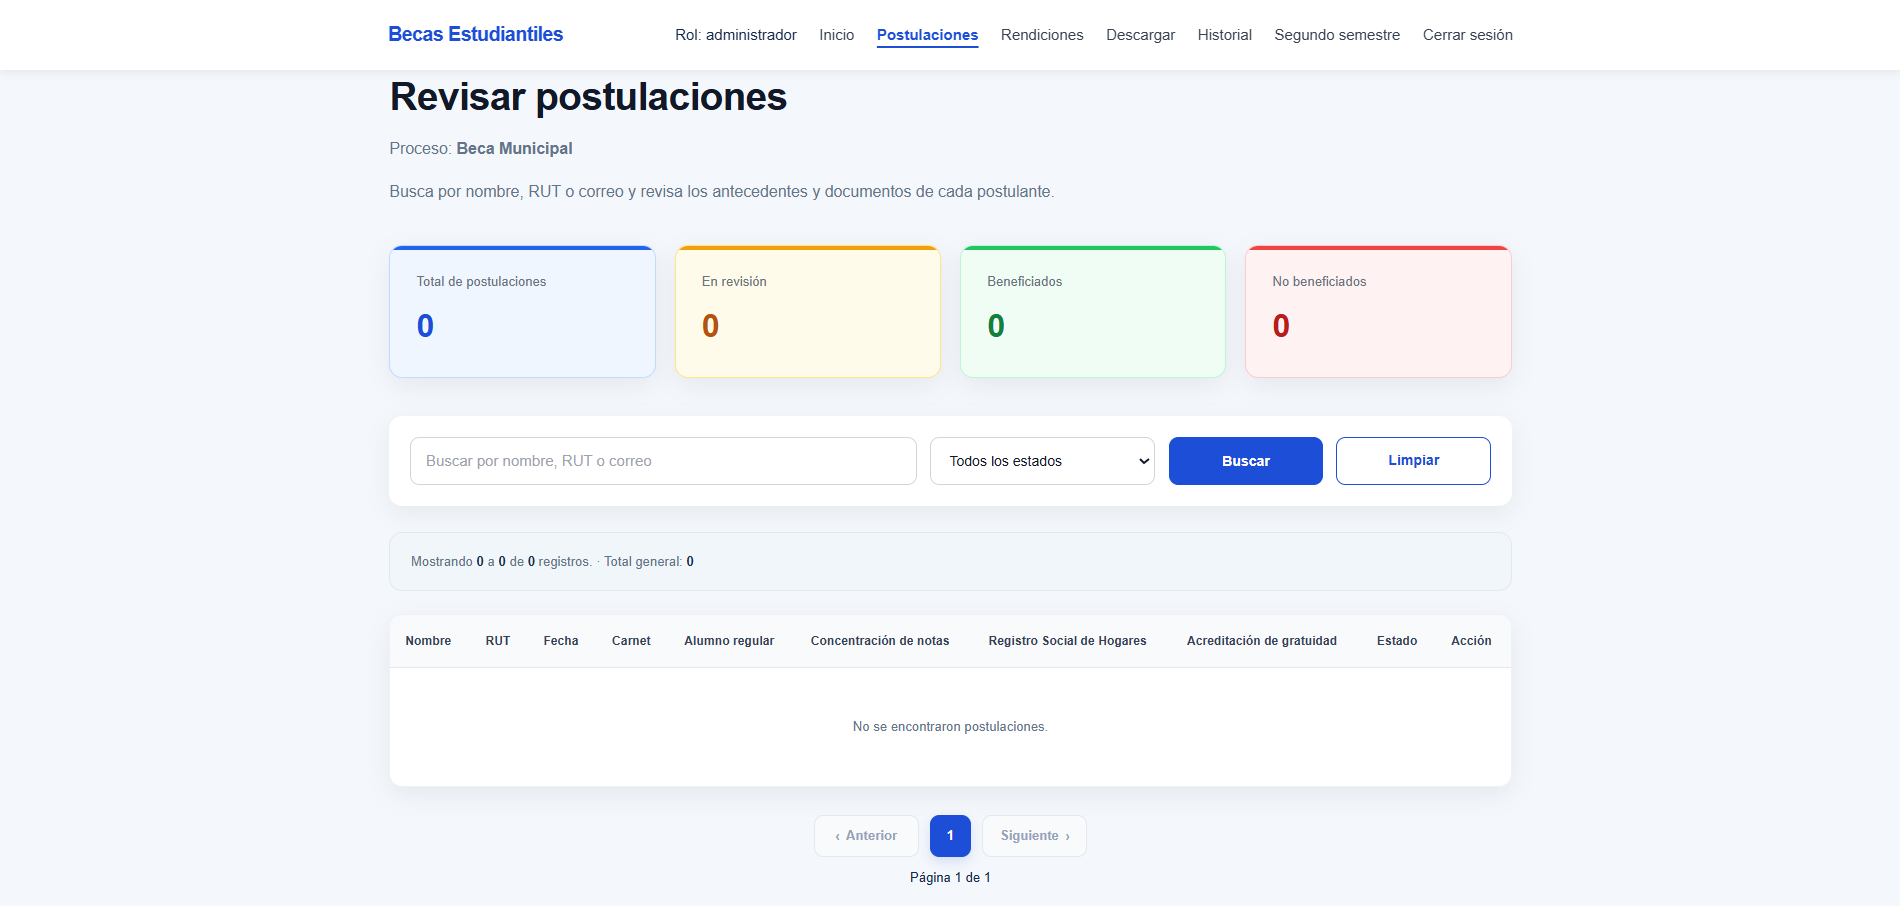 Becas Estudiantiles
Rol: administrador Inicio Postulaciones Rendiciones Descargar Historial Segundo semestre Cerrar sesión
Revisar postulaciones
Proceso: Beca Municipal
Busca por nombre, RUT o correo y revisa los antecedentes y documentos de cada postulante.
Total de postulaciones
0
En revisión
0
Beneficiados
0
No beneficiados
0
Buscar por nombre, RUT o correo
Todos los estados
Buscar
Limpiar
Mostrando 0 a 0 de 0 registros. · Total general: 0
Nombre RUT Fecha Carnet Alumno regular Concentración de notas Registro Social de Hogares Acreditación de gratuidad Estado Acción
No se encontraron postulaciones.
‹ Anterior 1 Siguiente ›
Página 1 de 1